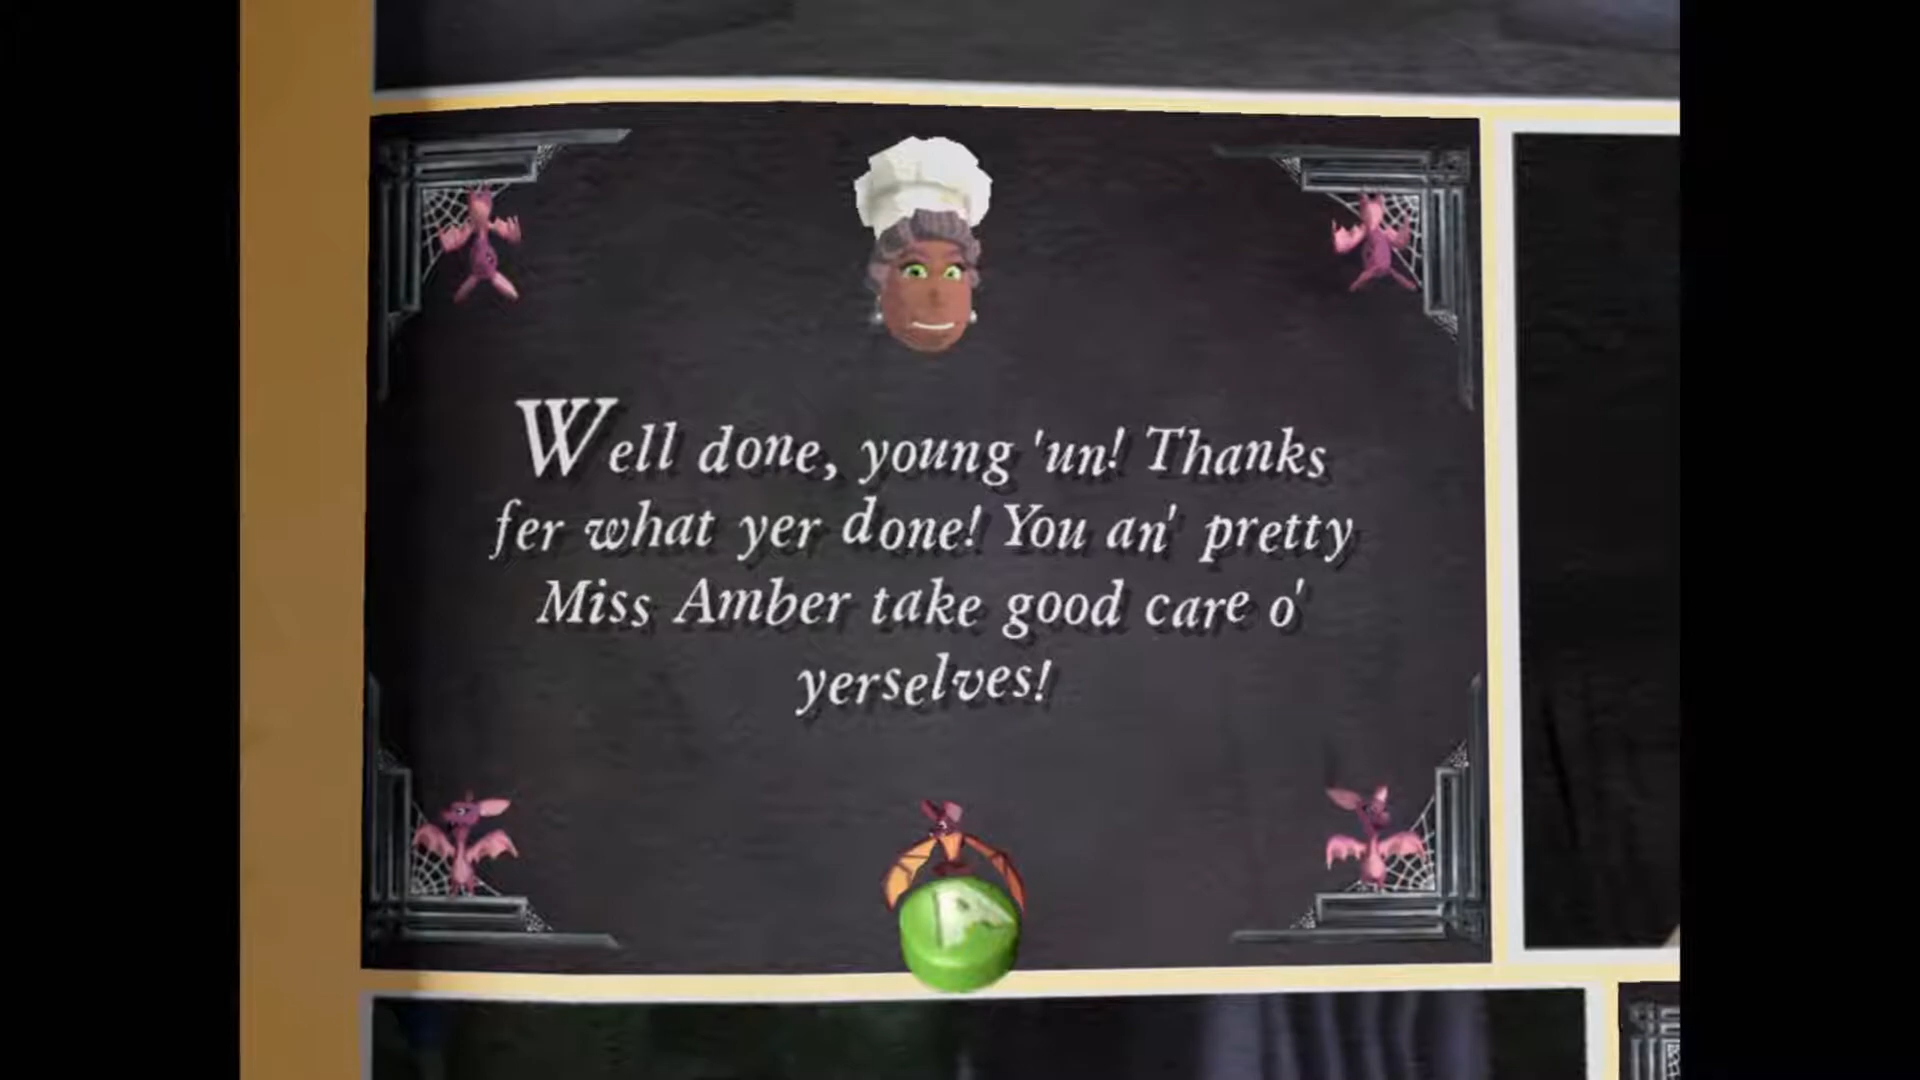 Well done, young 'un! Thanks
fer what yer done! You an' pretty
Miss Amber take good care o'
yerselves!
A